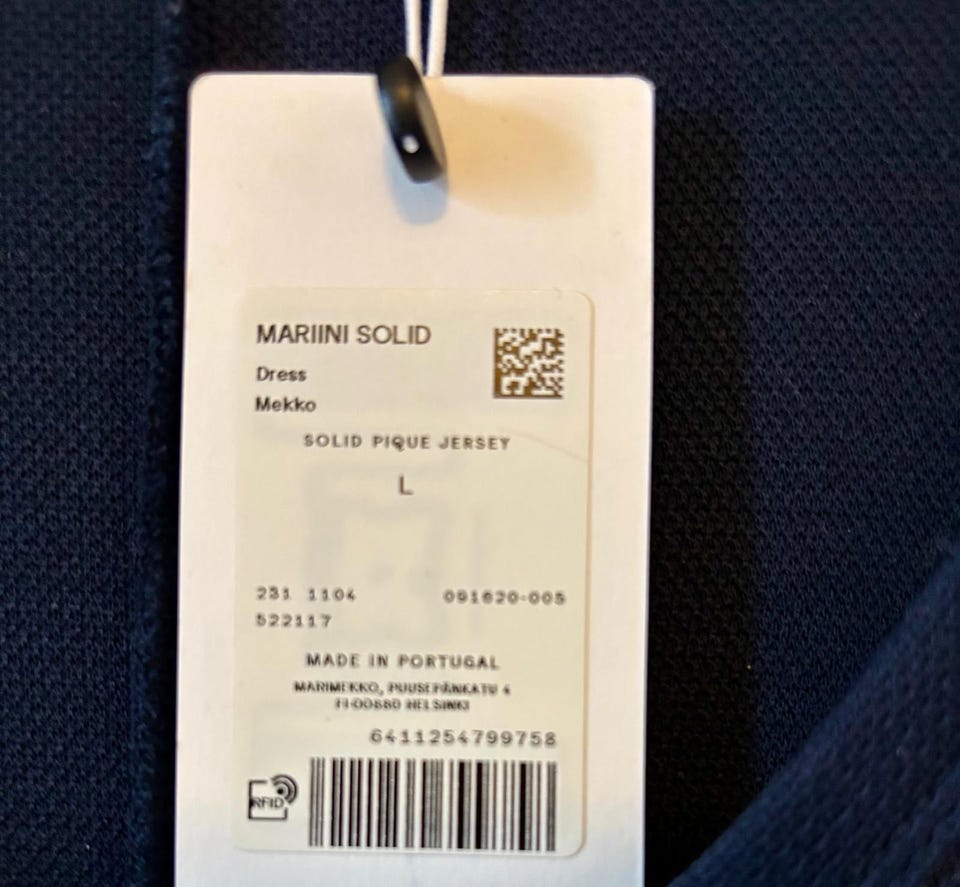 MARIINI SOLID
Dress
Mekko
SOLID PIQUE JERSEY
L
231 1104 091620-005
522117
MADE IN PORTUGAL
MARIMEKKO, PUUSEPÄNKATU 4
FI-00880 HELSINKI
6411254799758
RFID